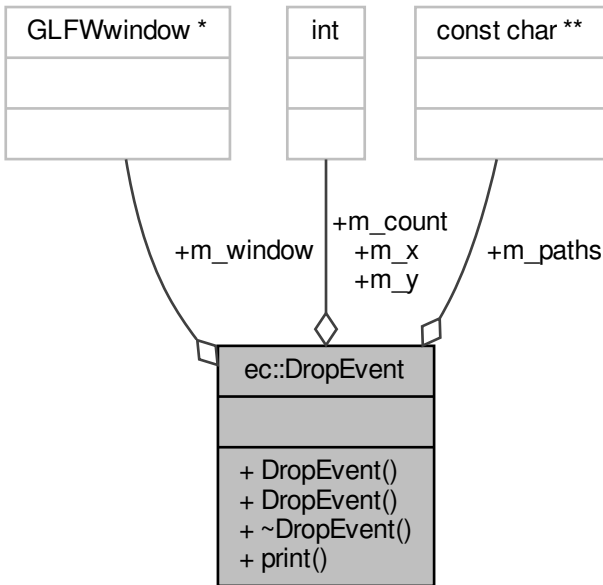 GLFWwindow *
int
const char **
+m_window
+m_count
+m_x
+m_y
+m_paths
ec::DropEvent
+ DropEvent()
+ DropEvent()
+ ~DropEvent()
+ print()